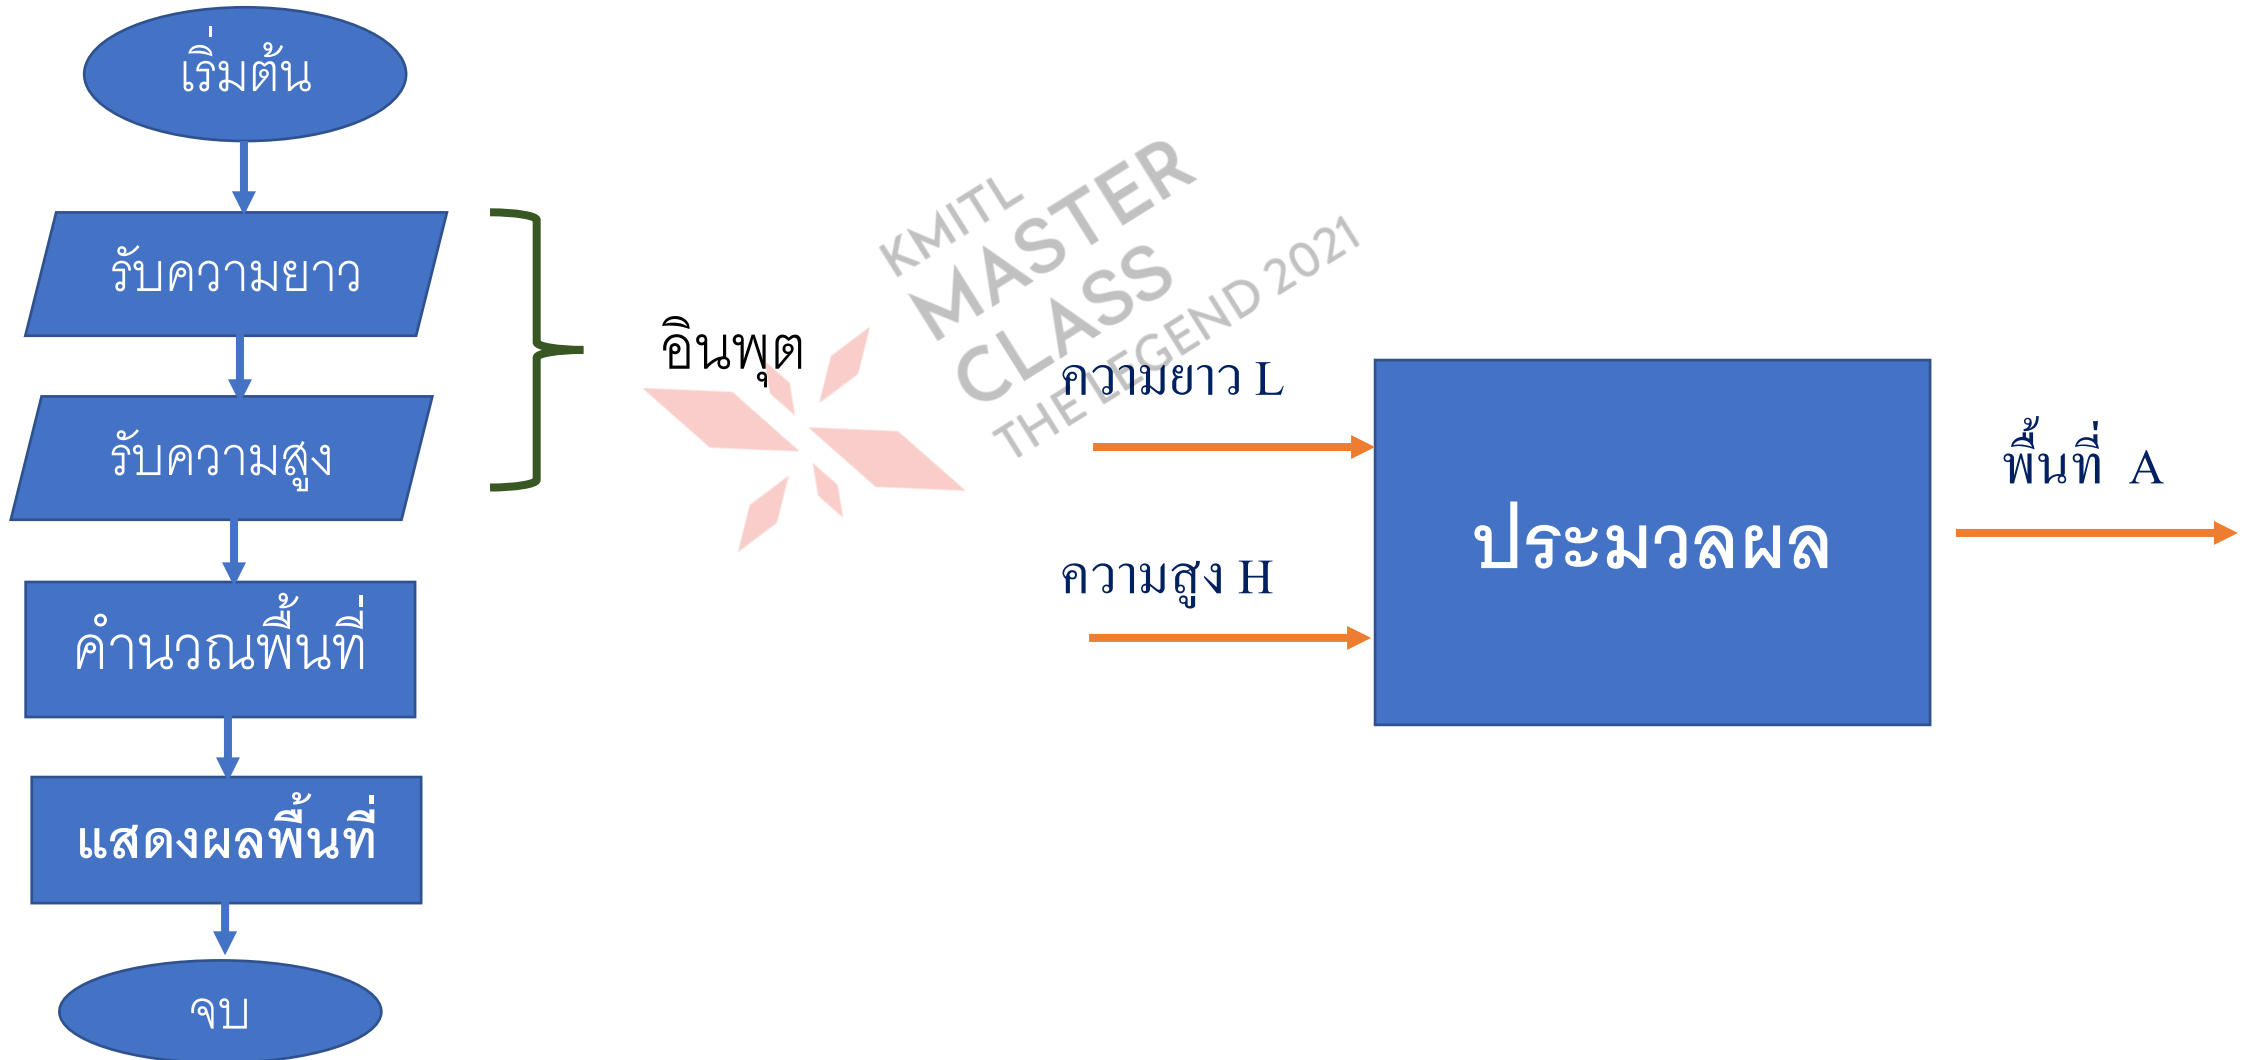 เริ่มต้น
รับความยาว
รับความสูง
คำนวณพื้นที่
แสดงผลพื้นที่
จบ
อินพุต
KMITL
MASTER
CLASS
THE LEGEND 2021
ความยาว L
ความสูง H
ประมวลผล
พื้นที่ A